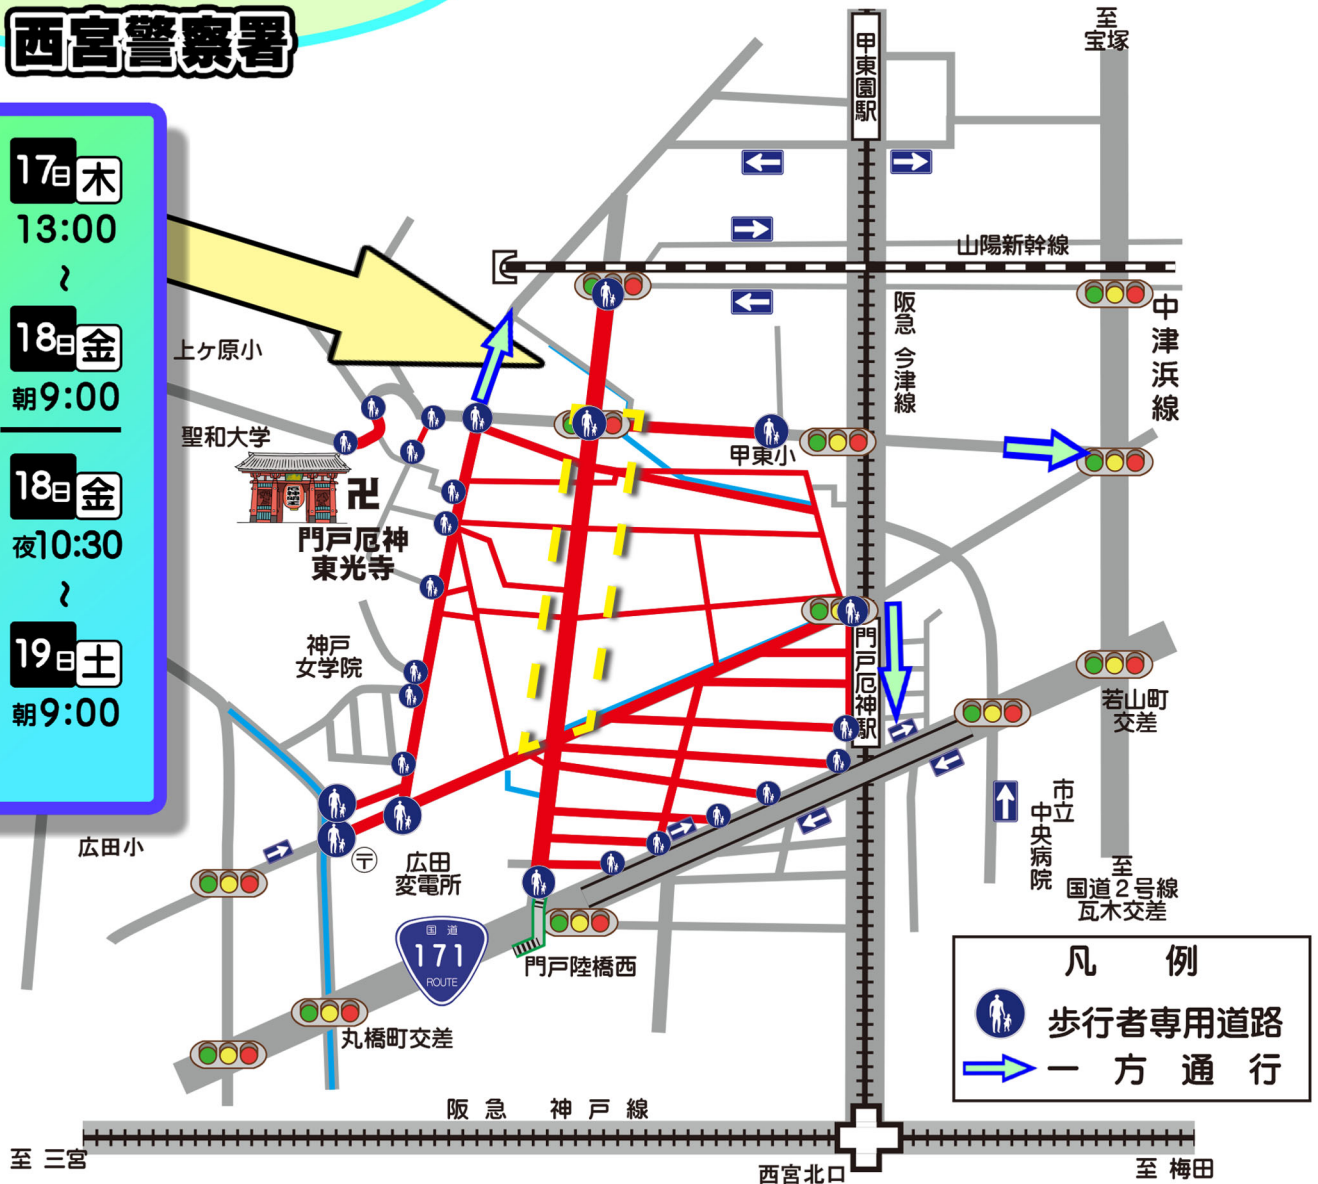 西宮警察署
17日木
13:00
~
18日金
朝9:00
18日金
夜10:30
~
19日土
朝9:00
至
宝塚
甲東園駅
山陽新幹線
阪急 今津線
中津浜線
上ヶ原小
聖和大学
甲東小
卍
門戸厄神
東光寺
神戸
女学院
門戸厄神駅
若山町
交差
市立
中央病院
至
国道2号線
瓦木交差
広田小
〒
広田
変電所
国道
171
ROUTE
門戸陸橋西
丸橋町交差
凡例
歩行者専用道路
一方通行
阪急 神戸線
至 三宮
西宮北口
至 梅田